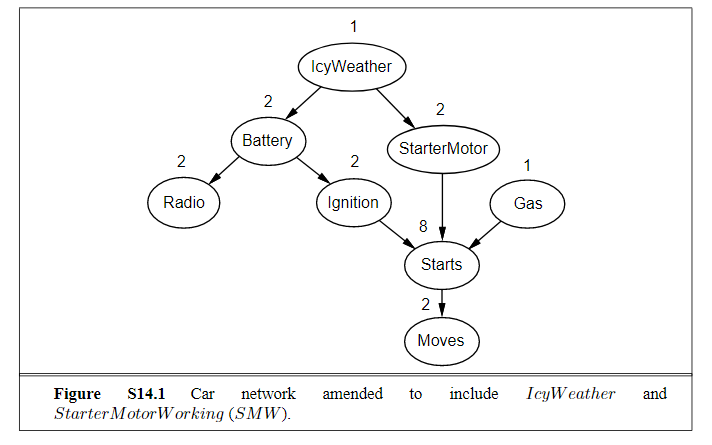 1
IcyWeather
2
2
Battery
StarterMotor
2
2
1
Radio
Ignition
Gas
8
Starts
2
Moves
Figure S14.1 Car network amended to include IcyWeather and
StarterMotorWorking (SMW).